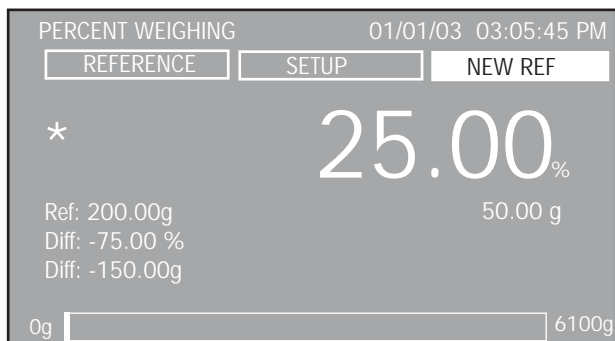 PERCENT WEIGHING 01/01/03 03:05:45 PM
REFERENCE SETUP NEW REF
* 25.00%
Ref: 200.00g 50.00 g
Diff: -75.00 %
Diff: -150.00g
0g 6100g